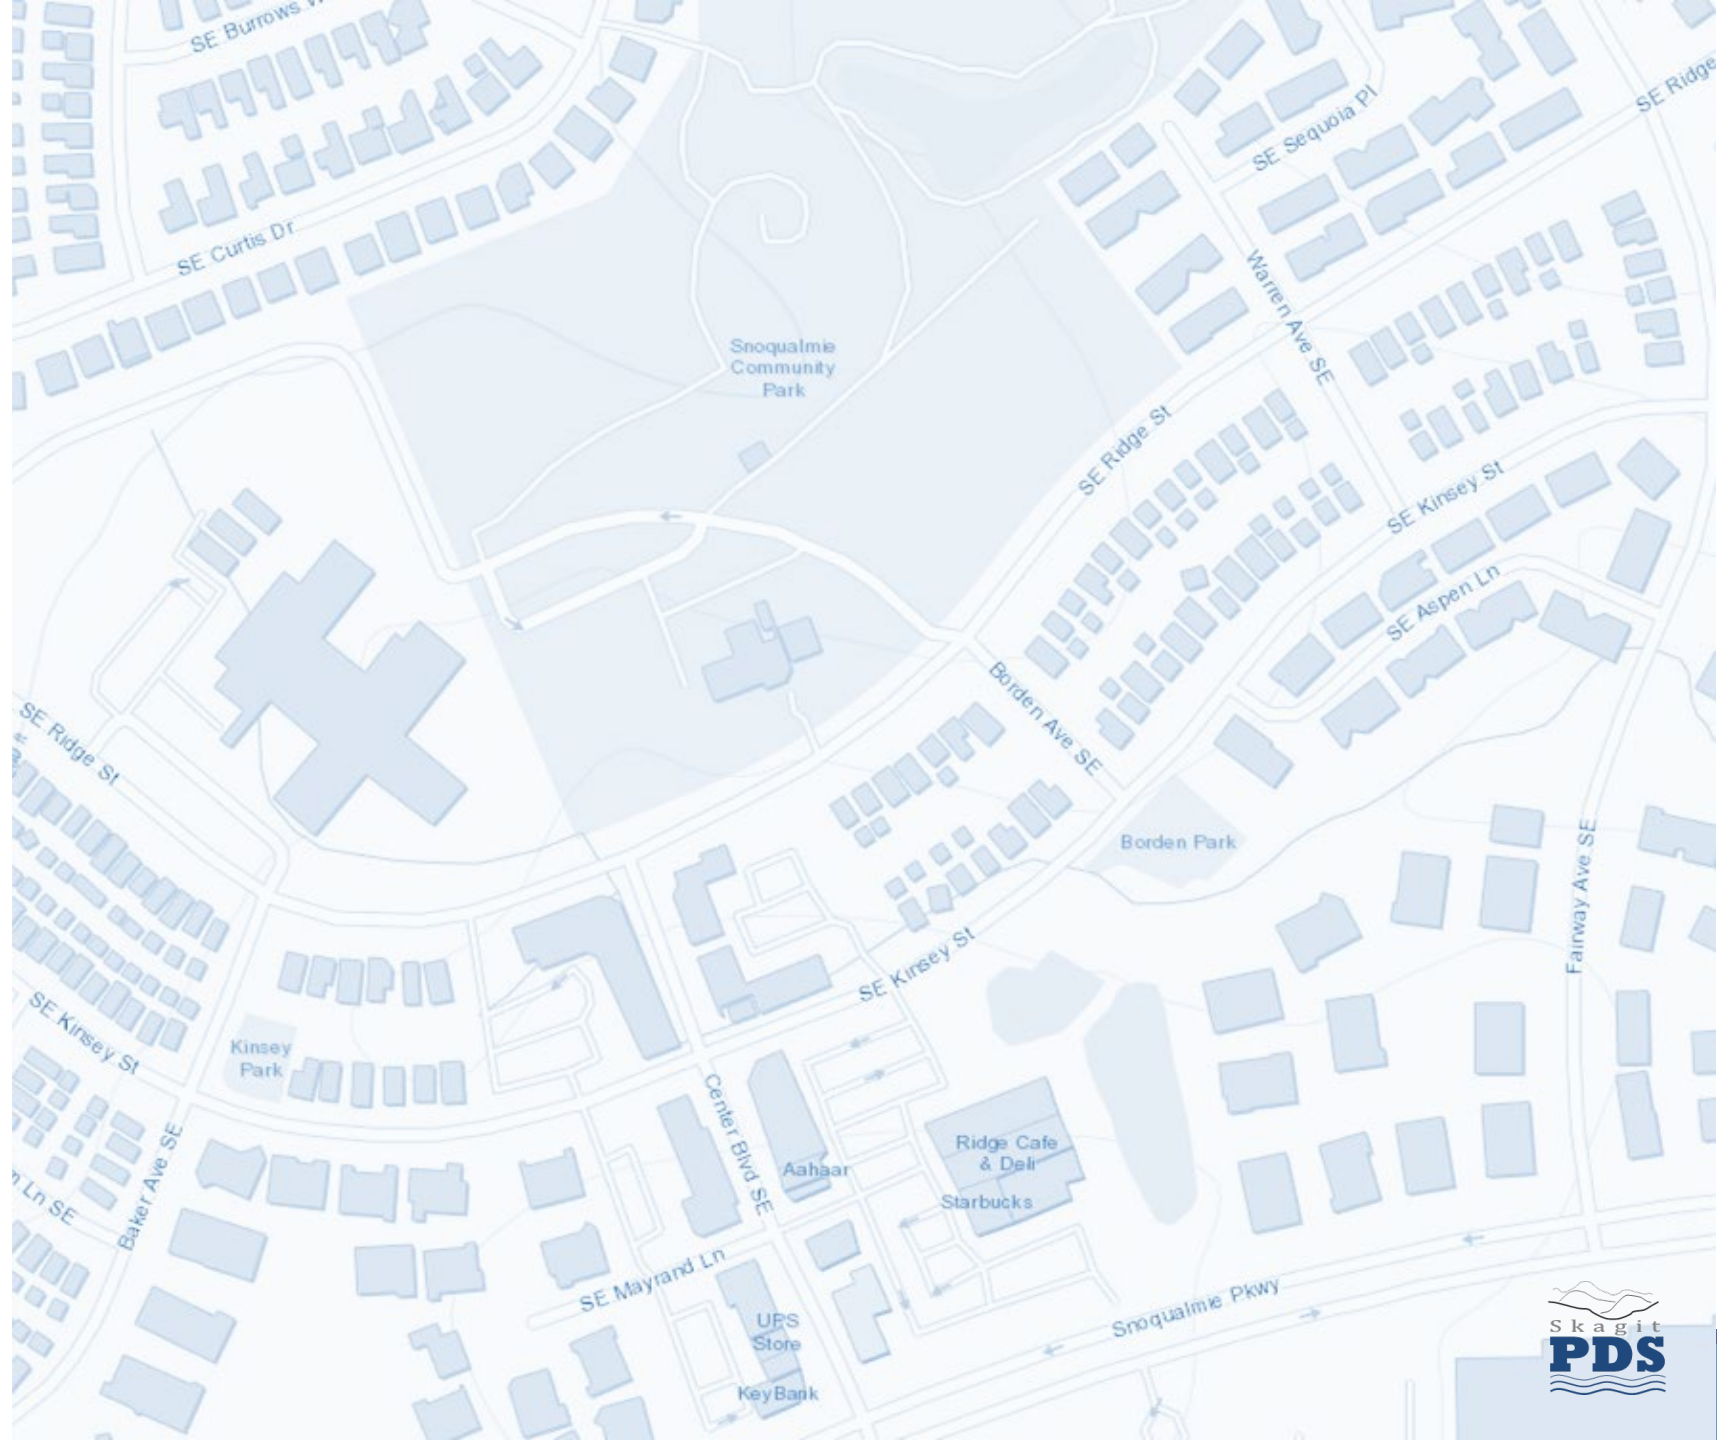 SE Burrows W
SE Sequoia Pl
SE Ridge
SE Curtis Dr
Warren Ave SE
Snoqualmie
Community
Park
SE Ridge St
SE Kinsey St
SE Aspen Ln
Borden Ave SE
SE Ridge St
Borden Park
Fairway Ave SE
SE Kinsey St
SE Kinsey St
Kinsey
Park
Center Blvd SE
Ridge Cafe
& Deli
Aahaar
Starbucks
Baker Ave SE
n Ln SE
SE Mayrand Ln
Snoqualmie Pkwy
UPS
Store
KeyBank
Skagit
PDS